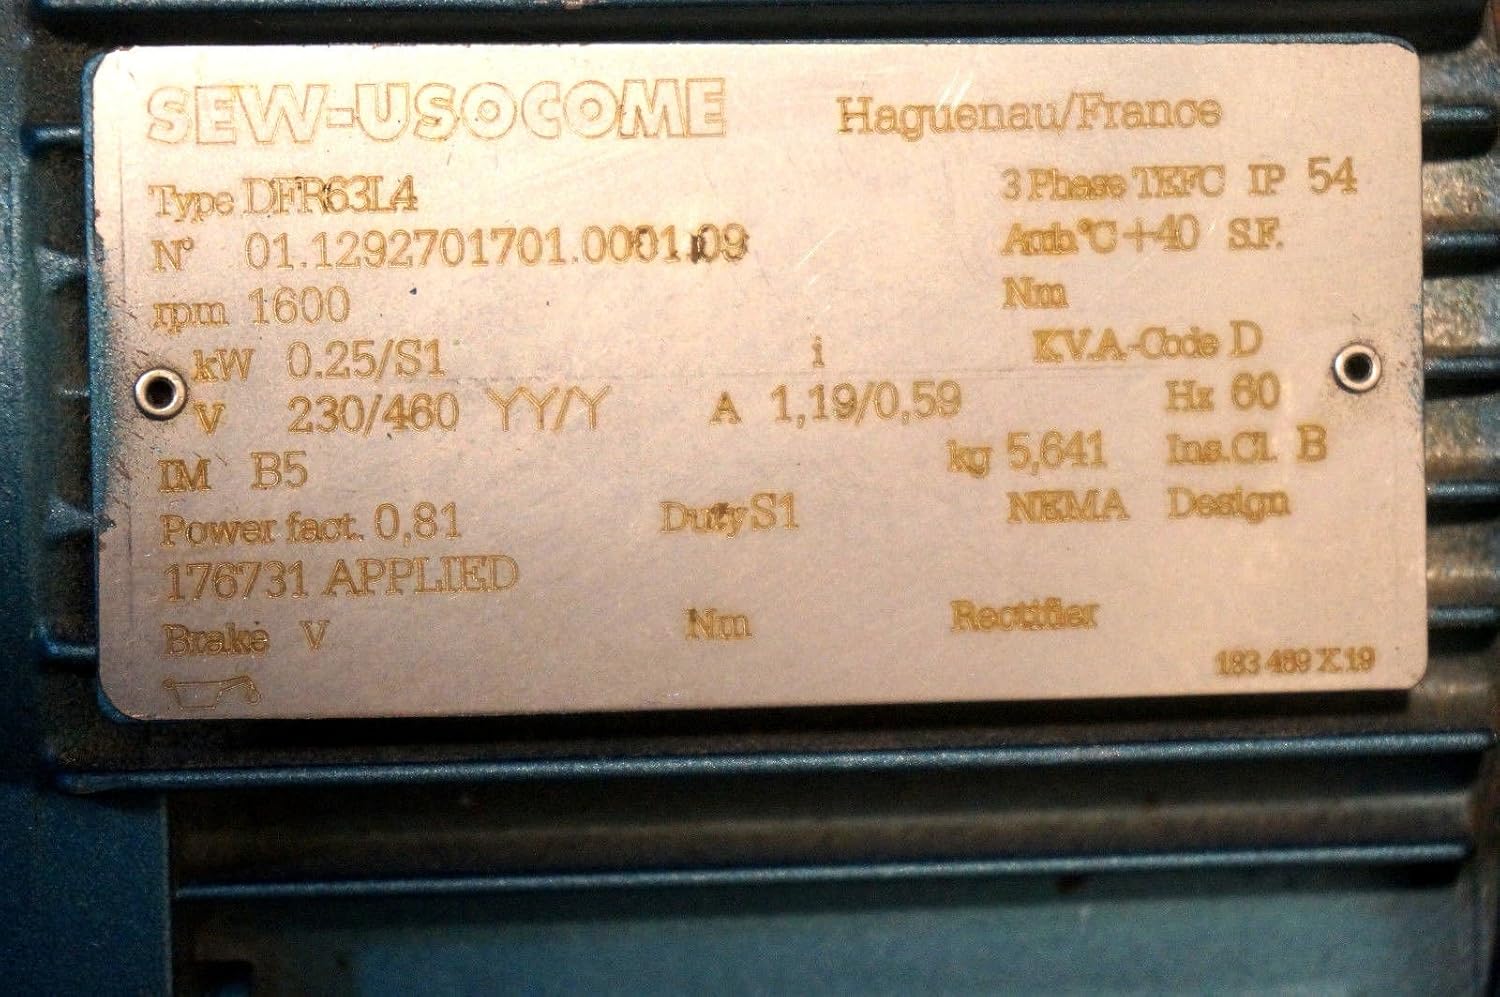 SEW-USOCOME Haguenau/France
Type DFR63L4 3 Phase TEFC IP 54
N° 01.1292701701.0001.09 Amb.°C +40 S.F.
rpm 1600 Nm
kW 0.25/S1 i KVA-Code D
V 230/460 YY/Y A 1,19/0,59 Hz 60
IM B5 kg 5,641 Ins.Cl. B
Power fact. 0,81 Duty S1 NEMA Design
176731 APPLIED
Brake V Nm Rectifier
183 469 X.19